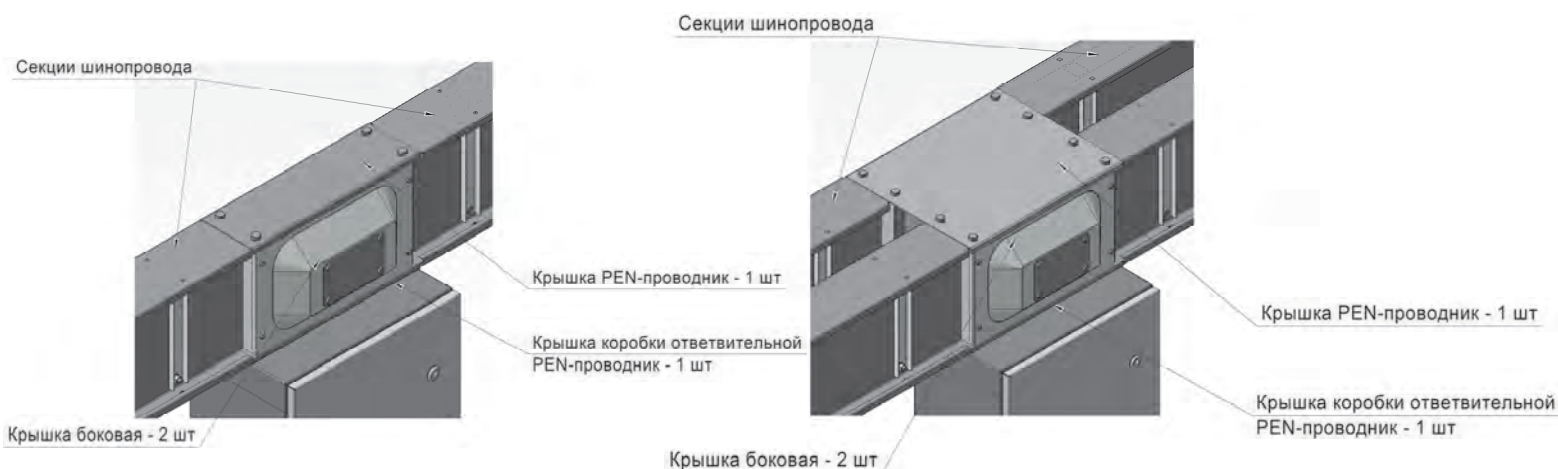 Секции шинопровода
Крышка PEN-проводник - 1 шт
Крышка коробки ответвительной
PEN-проводник - 1 шт
Крышка боковая - 2 шт
Секции шинопровода
Крышка PEN-проводник - 1 шт
Крышка коробки ответвительной
PEN-проводник - 1 шт
Крышка боковая - 2 шт